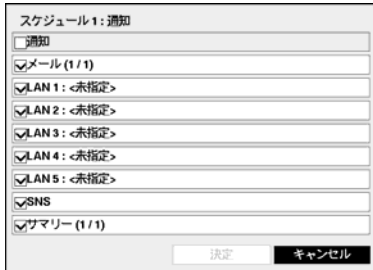 スケジュール1:通知
通知
メール (1/1)
LAN 1 : <未指定>
LAN 2 : <未指定>
LAN 3 : <未指定>
LAN 4 : <未指定>
LAN 5 : <未指定>
SNS
サマリー (1/1)
決定 キャンセル